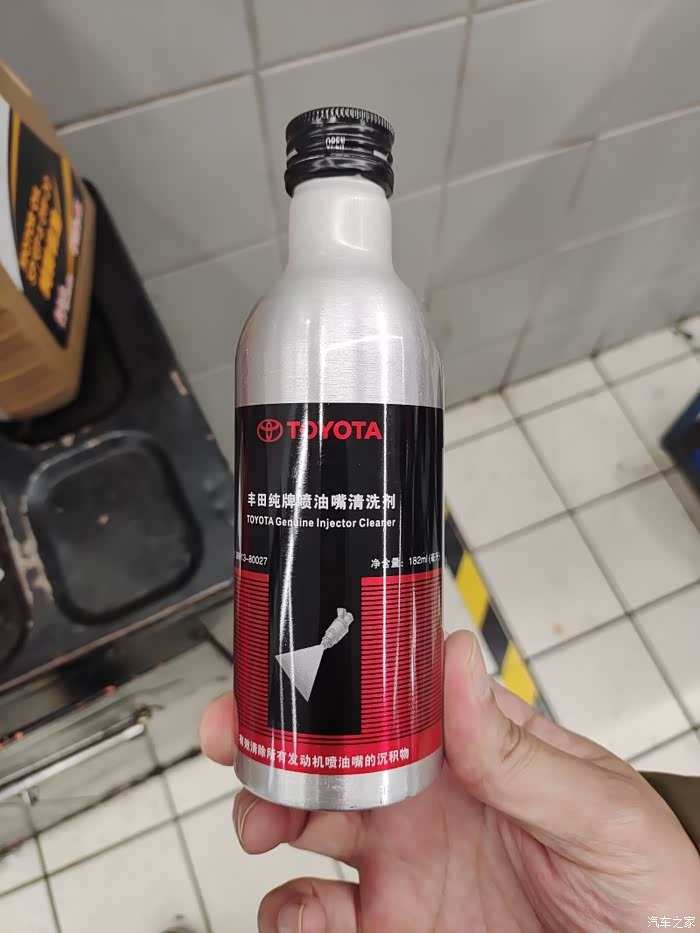 OPEN
TOYOTA
丰田纯牌喷油嘴清洗剂
TOYOTA Genuine Injector Cleaner
13-80027
净含量: 182ml
有效清除所有发动机喷油嘴的沉积物
汽车之家